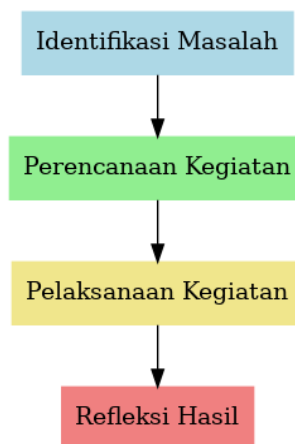 Identifikasi Masalah
Perencanaan Kegiatan
Pelaksanaan Kegiatan
Refleksi Hasil